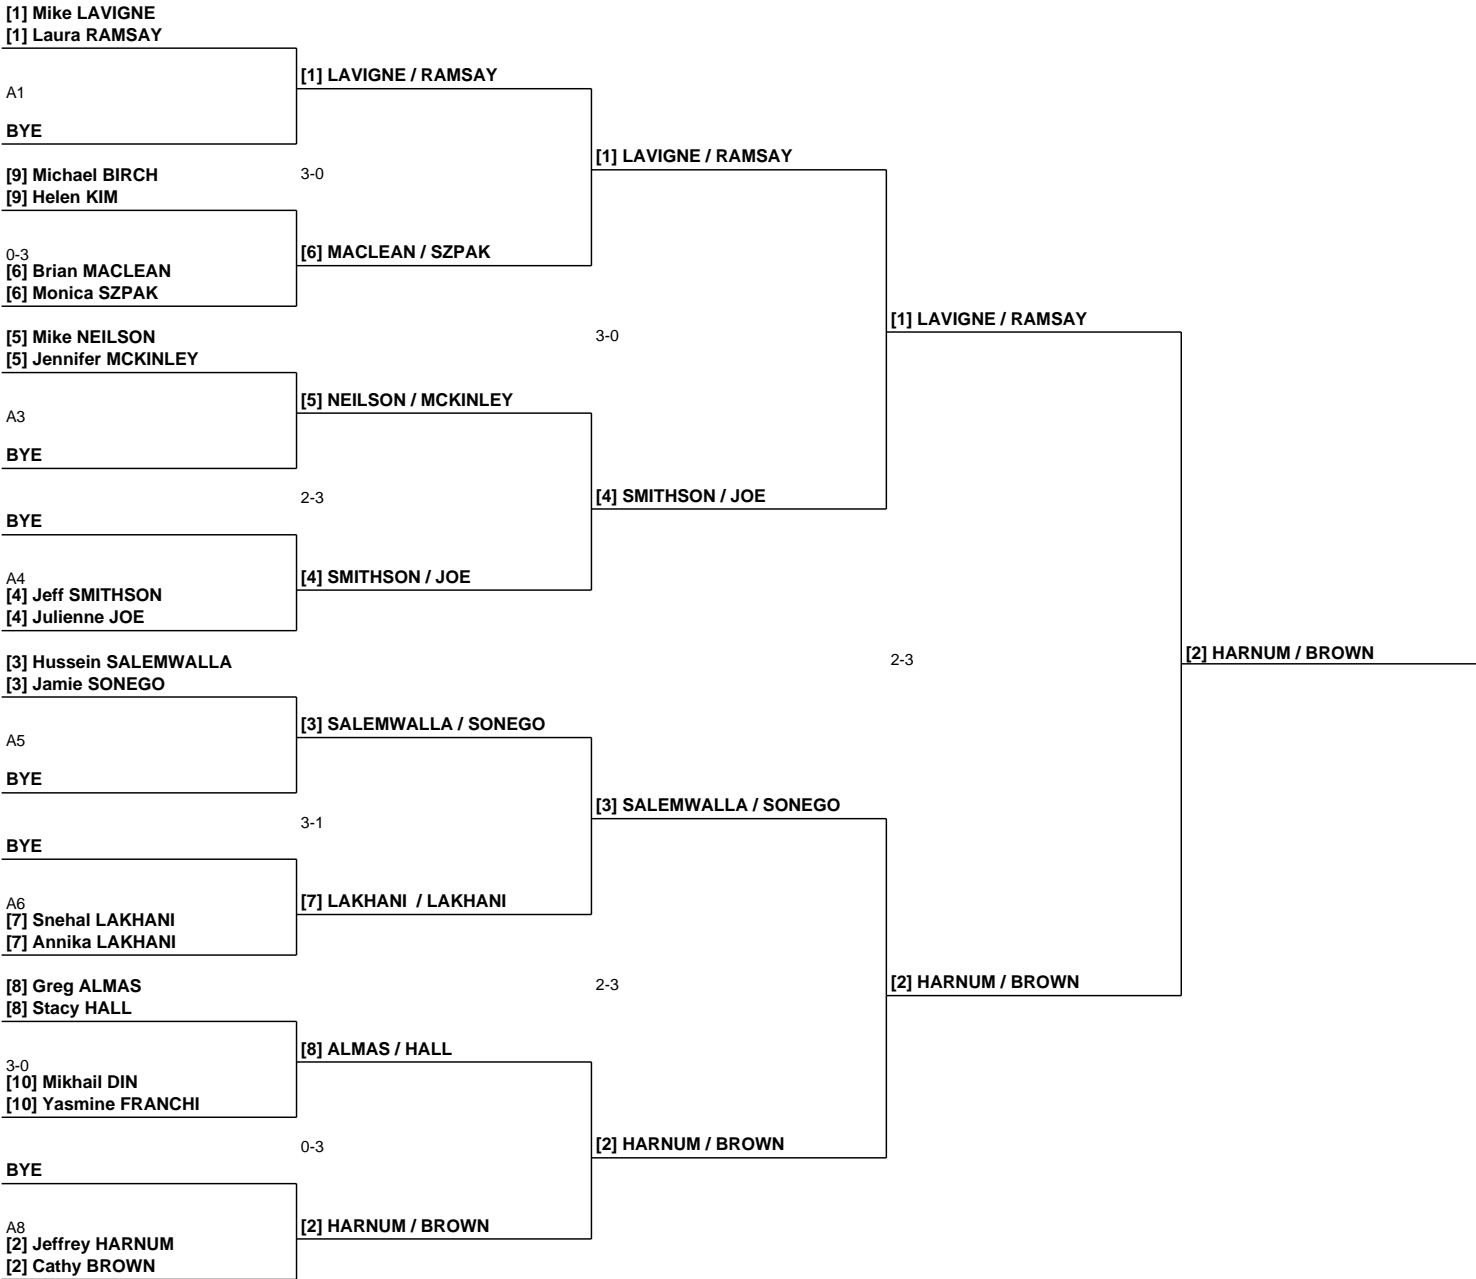 [1] Mike LAVIGNE
[1] Laura RAMSAY
[1] LAVIGNE / RAMSAY
A1
BYE
[1] LAVIGNE / RAMSAY
[9] Michael BIRCH
3-0
[9] Helen KIM
0-3
[6] MACLEAN / SZPAK
[6] Brian MACLEAN
[6] Monica SZPAK
[1] LAVIGNE / RAMSAY
[5] Mike NEILSON
3-0
[5] Jennifer MCKINLEY
[5] NEILSON / MCKINLEY
A3
BYE
2-3
[4] SMITHSON / JOE
BYE
A4
[4] SMITHSON / JOE
[4] Jeff SMITHSON
[4] Julienne JOE
2-3
[2] HARNUM / BROWN
[3] Hussein SALEMWALLA
[3] Jamie SONEGO
[3] SALEMWALLA / SONEGO
A5
BYE
[3] SALEMWALLA / SONEGO
3-1
BYE
A6
[7] LAKHANI  / LAKHANI
[7] Snehal LAKHANI
[7] Annika LAKHANI
[8] Greg ALMAS
2-3
[2] HARNUM / BROWN
[8] Stacy HALL
[8] ALMAS / HALL
3-0
[10] Mikhail DIN
[10] Yasmine FRANCHI
0-3
[2] HARNUM / BROWN
BYE
A8
[2] HARNUM / BROWN
[2] Jeffrey HARNUM
[2] Cathy BROWN